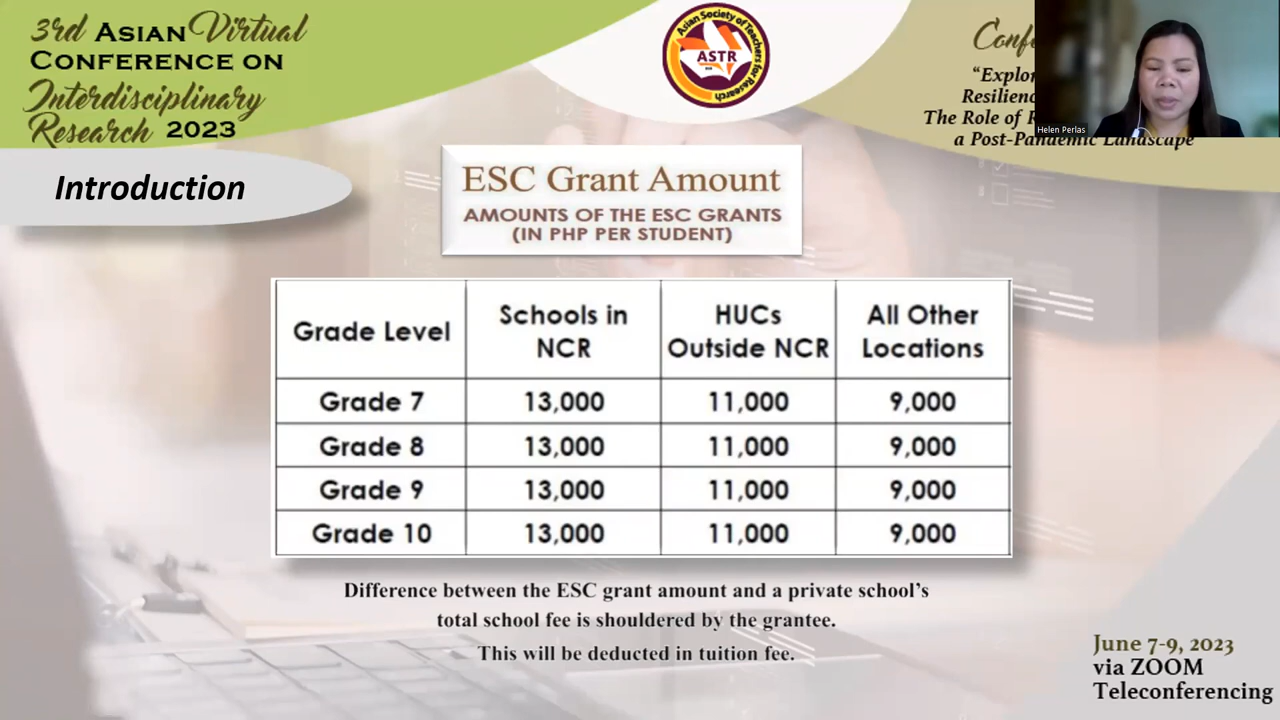 3rd ASIAN Virtual
CONFERENCE ON
Interdisciplinary
Research 2023
Asian Society of Teachers for Research
ASTR
“Explor
Resilienc
The Role of R
a Post-Pandemic Landscape
Helen Perlas
Introduction
ESC Grant Amount
AMOUNTS OF THE ESC GRANTS
(IN PHP PER STUDENT)
Grade Level Schools in NCR HUCs Outside NCR All Other Locations
Grade 7 13,000 11,000 9,000
Grade 8 13,000 11,000 9,000
Grade 9 13,000 11,000 9,000
Grade 10 13,000 11,000 9,000
Difference between the ESC grant amount and a private school’s
total school fee is shouldered by the grantee.
This will be deducted in tuition fee.
June 7-9, 2023
via ZOOM
Teleconferencing